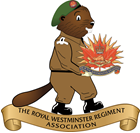 THE ROYAL WESTMINSTER REGIMENT
ASSOCIATION